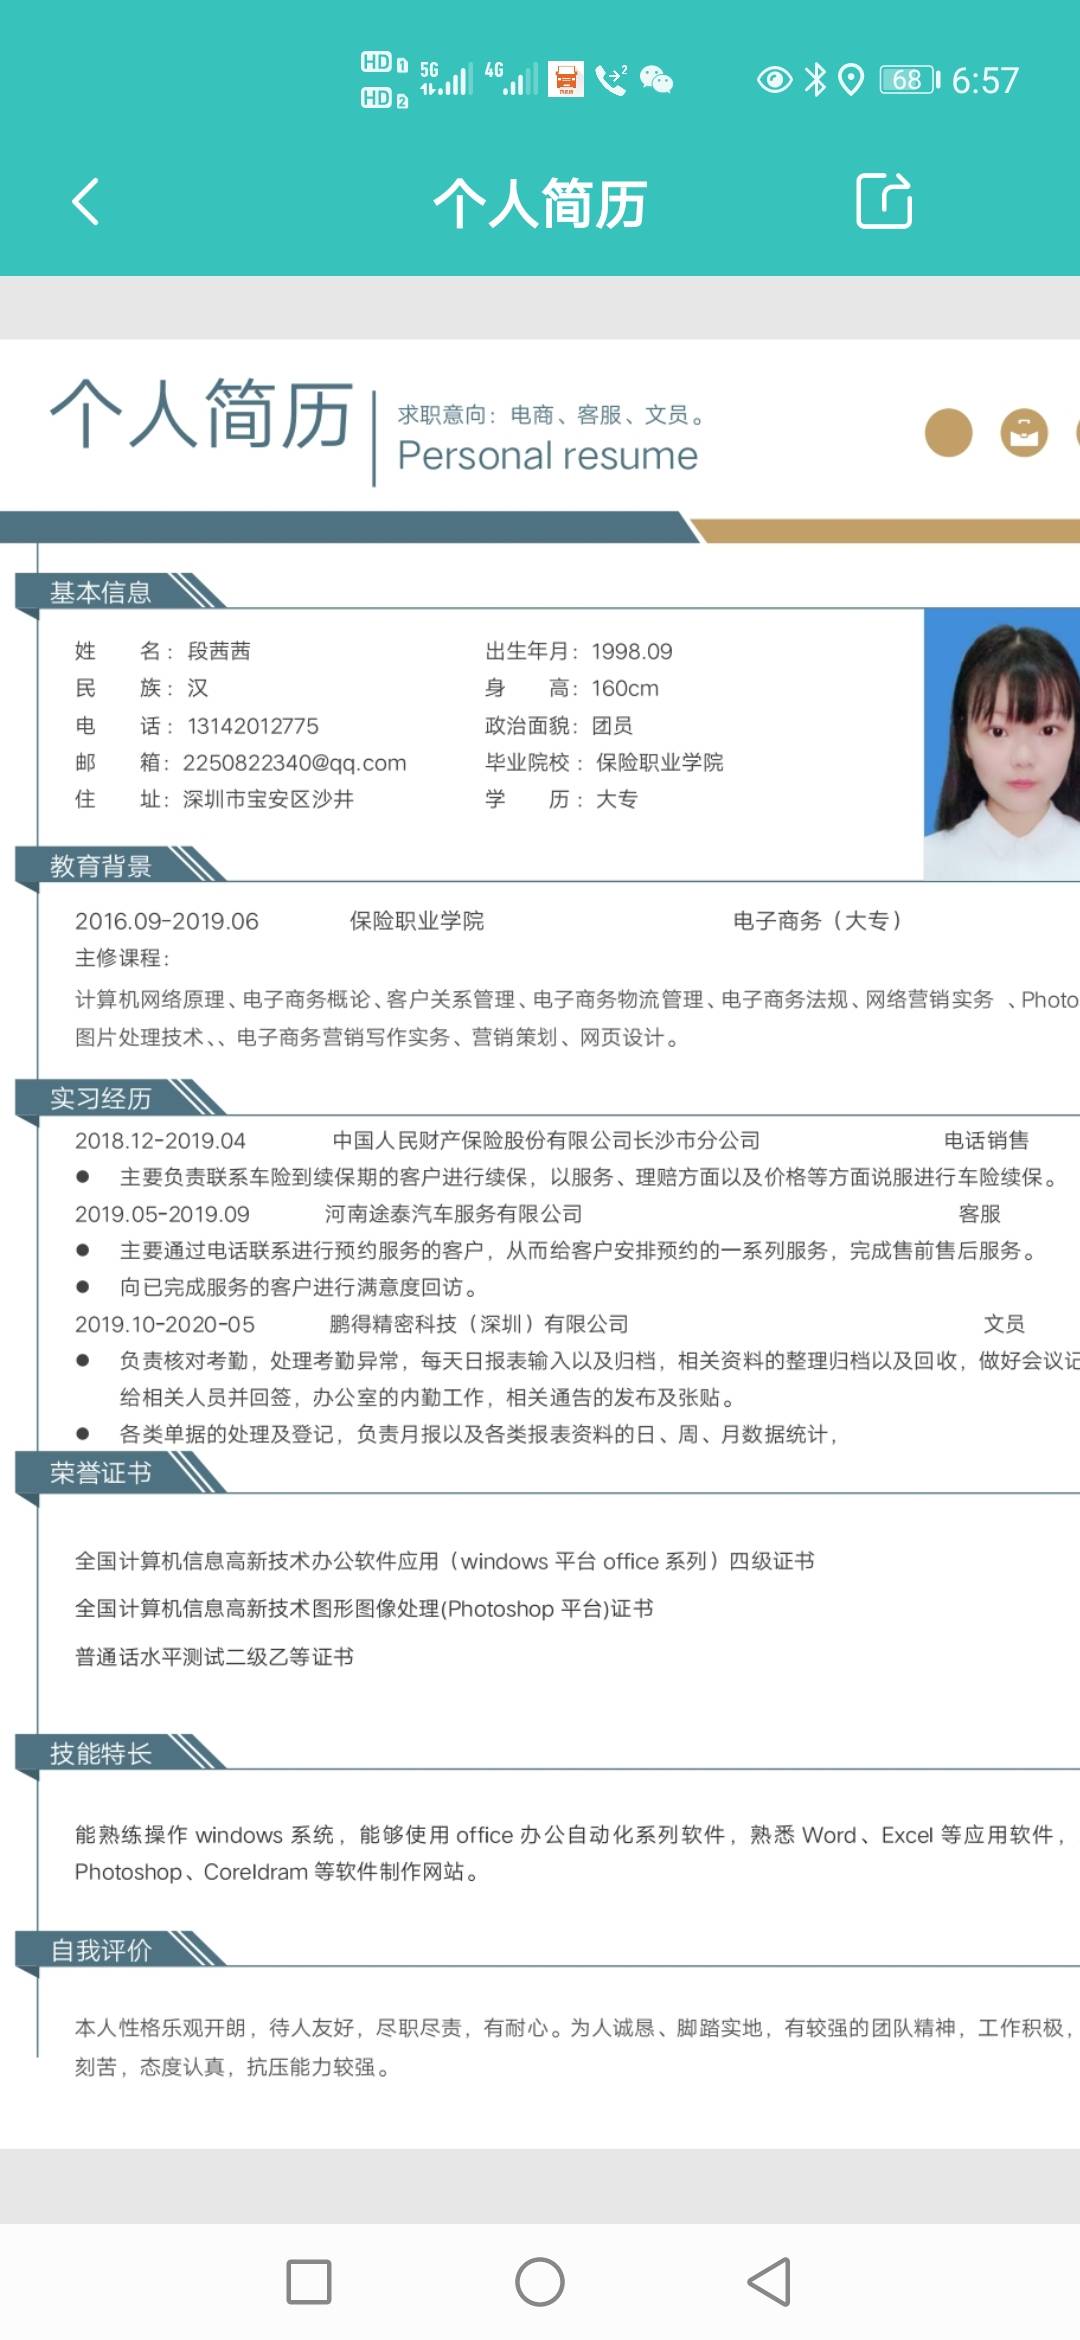 HD 1 5G 4G 2 68 6:57
HD 2
个人简历
个人简历
求职意向：电商、客服、文员。
Personal resume
基本信息
姓 名：段茜茜 出生年月：1998.09
民 族：汉 身 高：160cm
电 话：13142012775 政治面貌：团员
邮 箱：2250822340@qq.com 毕业院校：保险职业学院
住 址：深圳市宝安区沙井 学 历：大专
教育背景
2016.09-2019.06 保险职业学院 电子商务（大专）
主修课程：
计算机网络原理、电子商务概论、客户关系管理、电子商务物流管理、电子商务法规、网络营销实务 、Photo
图片处理技术、、电子商务营销写作实务、营销策划、网页设计。
实习经历
2018.12-2019.04 中国人民财产保险股份有限公司长沙市分公司 电话销售
● 主要负责联系车险到续保期的客户进行续保，以服务、理赔方面以及价格等方面说服进行车险续保。
2019.05-2019.09 河南途泰汽车服务有限公司 客服
● 主要通过电话联系进行预约服务的客户，从而给客户安排预约的一系列服务，完成售前售后服务。
● 向已完成服务的客户进行满意度回访。
2019.10-2020-05 鹏得精密科技（深圳）有限公司 文员
● 负责核对考勤，处理考勤异常，每天日报表输入以及归档，相关资料的整理归档以及回收，做好会议记
给相关人员并回签，办公室的内勤工作，相关通告的发布及张贴。
● 各类单据的处理及登记，负责月报以及各类报表资料的日、周、月数据统计，
荣誉证书
全国计算机信息高新技术办公软件应用（windows 平台 office 系列）四级证书
全国计算机信息高新技术图形图像处理(Photoshop 平台)证书
普通话水平测试二级乙等证书
技能特长
能熟练操作 windows 系统，能够使用 office 办公自动化系列软件，熟悉 Word、Excel 等应用软件，
Photoshop、Coreldram 等软件制作网站。
自我评价
本人性格乐观开朗，待人友好，尽职尽责，有耐心。为人诚恳、脚踏实地，有较强的团队精神，工作积极，
刻苦，态度认真，抗压能力较强。